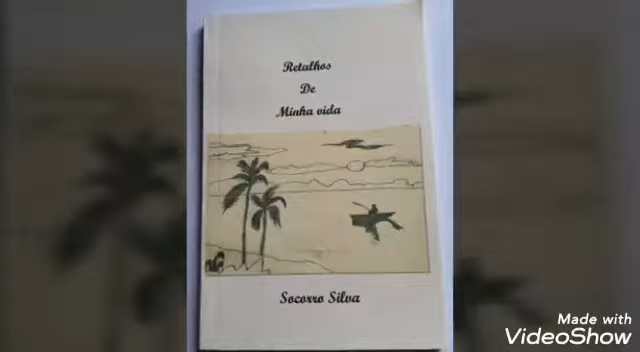 Retalhos
De
Minha vida
Socorro Silva
Made with
VideoShow